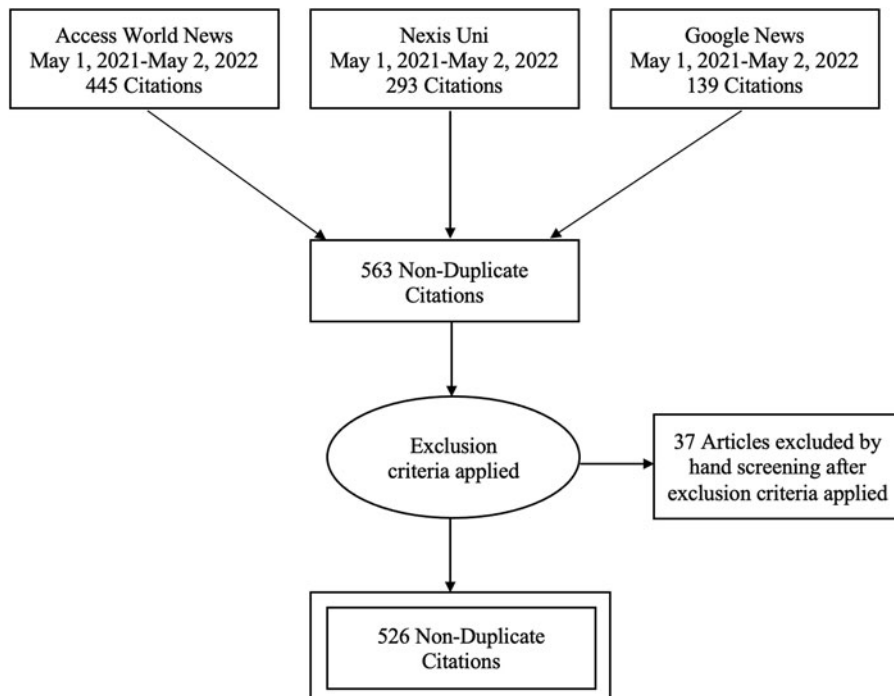 Access World News
May 1, 2021-May 2, 2022
445 Citations
Nexis Uni
May 1, 2021-May 2, 2022
293 Citations
Google News
May 1, 2021-May 2, 2022
139 Citations
563 Non-Duplicate
Citations
Exclusion
criteria applied
37 Articles excluded by
hand screening after
exclusion criteria applied
526 Non-Duplicate
Citations